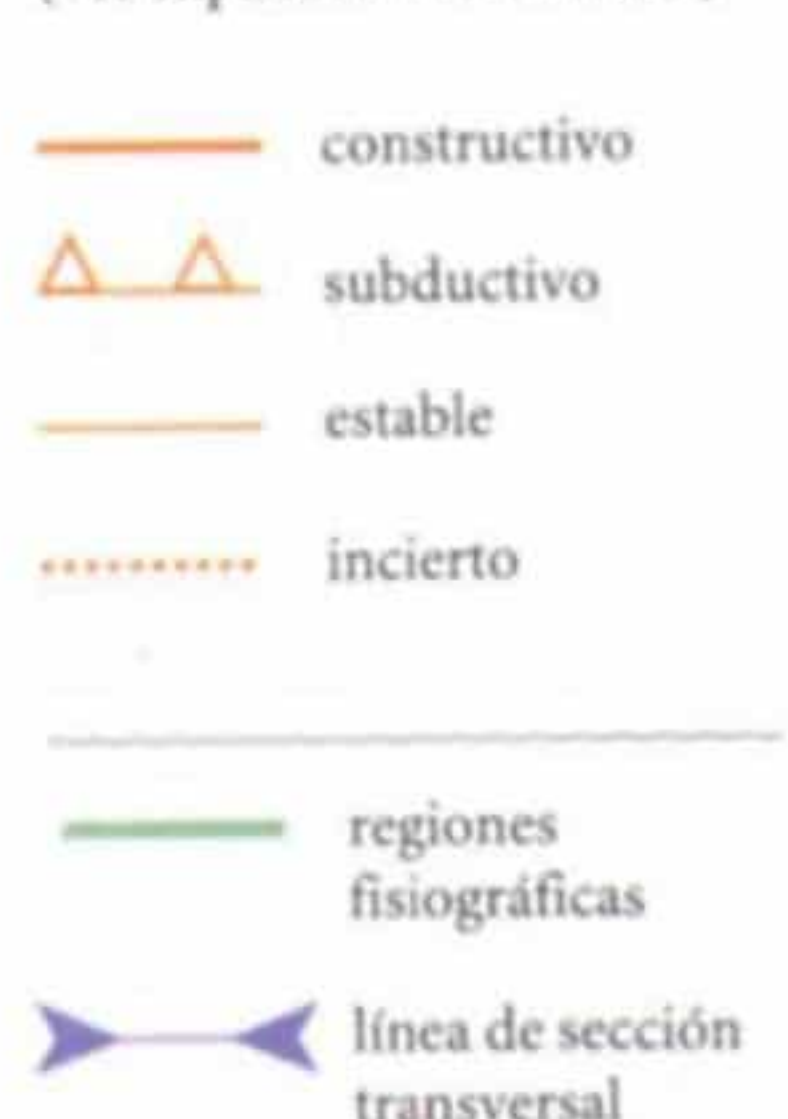 constructivo
subductivo
estable
incierto
regiones
fisiográficas
línea de sección
transversal